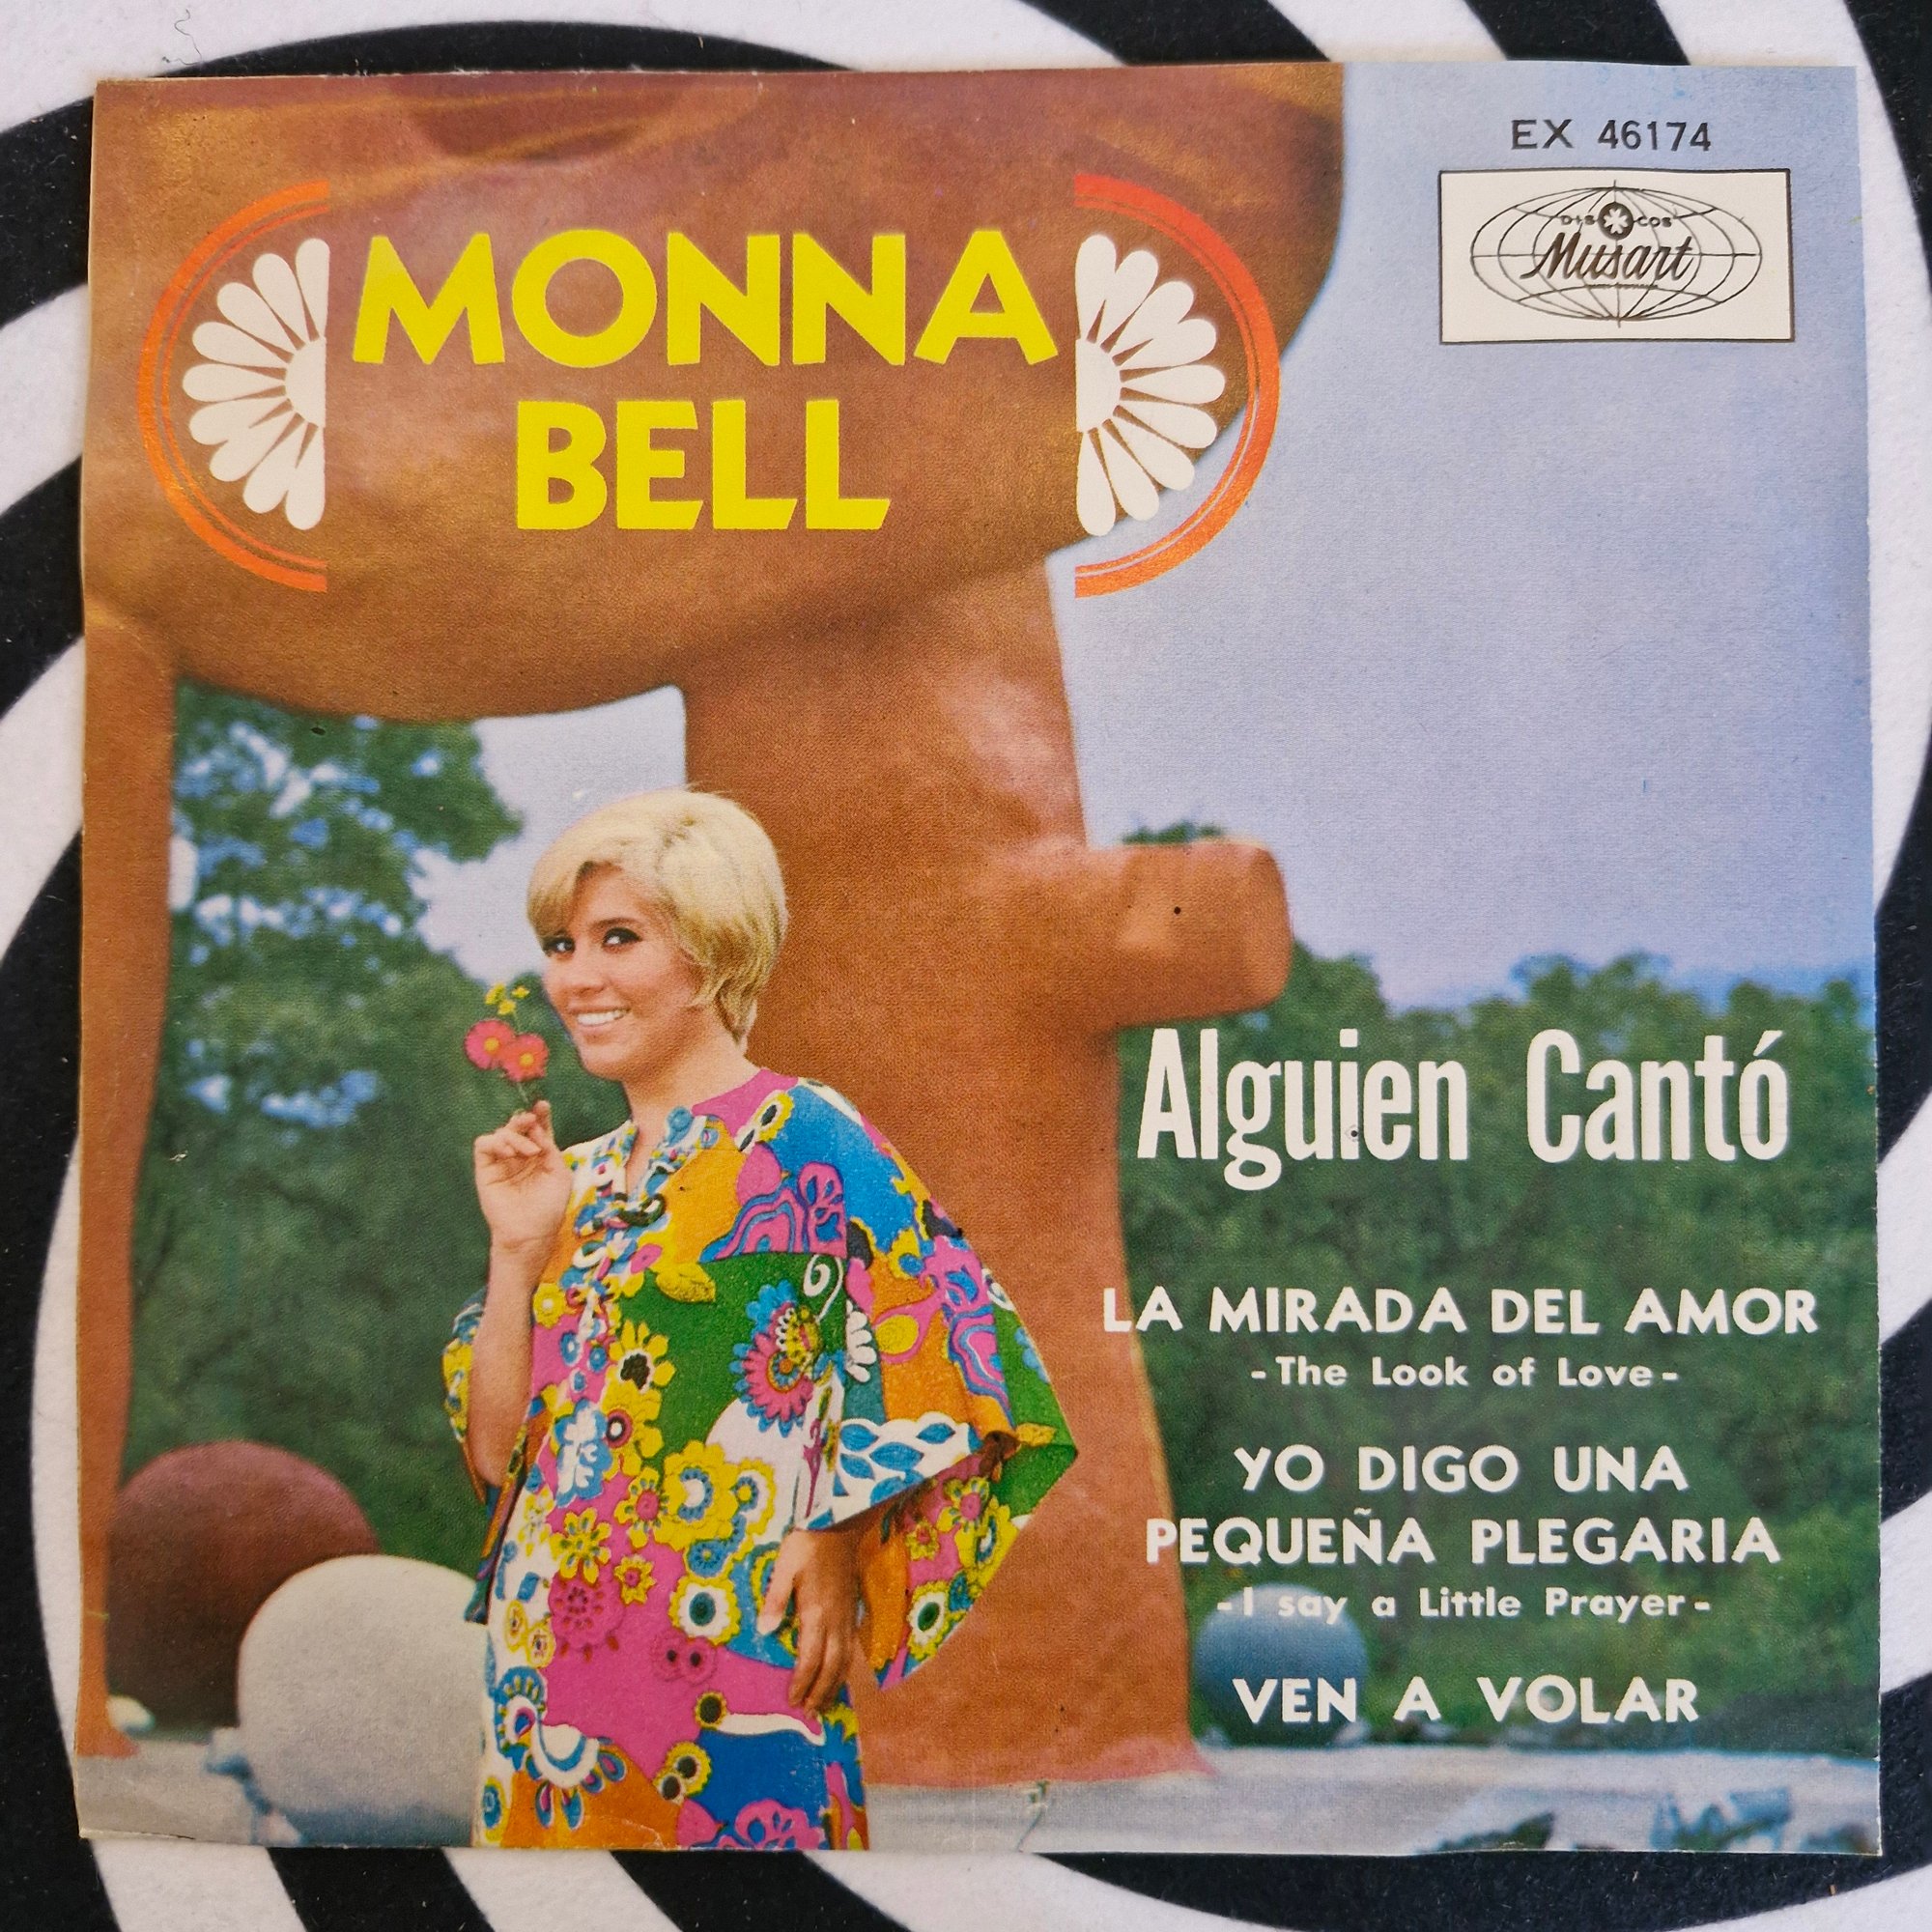 EX 46174
DISCOS
Musart
MONNA
BELL
Alguien Cantó
LA MIRADA DEL AMOR
-The Look of Love-
YO DIGO UNA
PEQUEÑA PLEGARIA
-I say a Little Prayer-
VEN A VOLAR